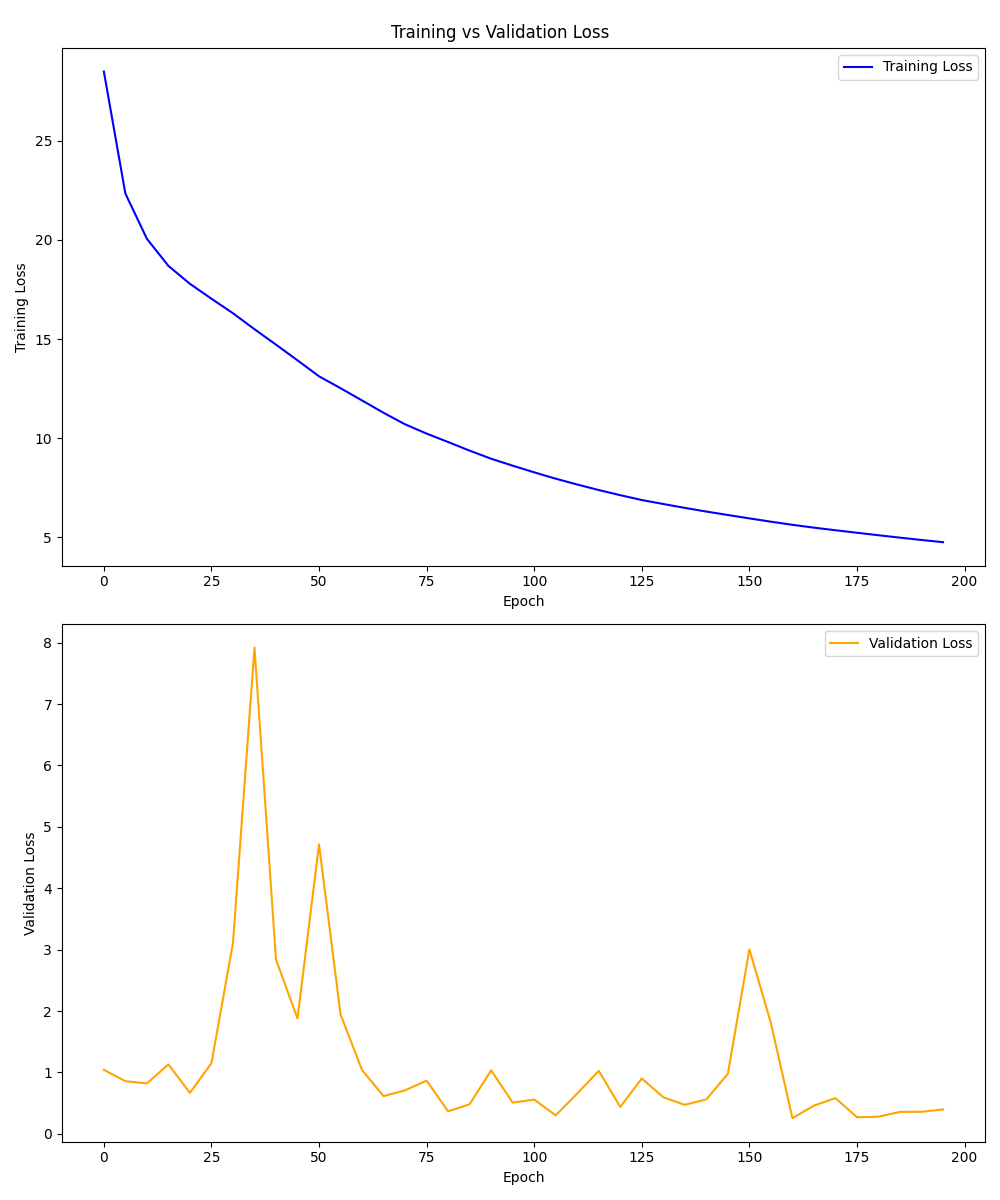 Training vs Validation Loss
Training Loss
25
20
15
10
5
Training Loss
0 25 50 75 100 125 150 175 200
Epoch
Validation Loss
8
7
6
5
4
3
2
1
0
Validation Loss
0 25 50 75 100 125 150 175 200
Epoch